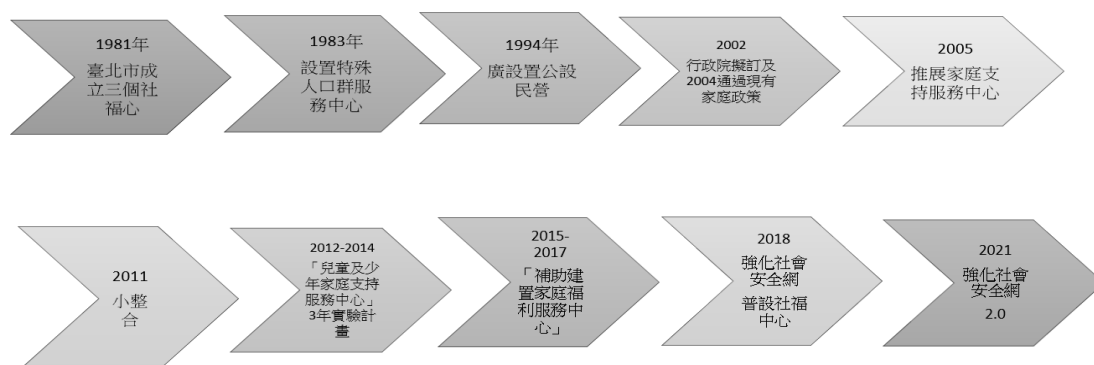 1981年
臺北市成
立三個社
福心
1983年
設置特殊
人口群服
務中心
1994年
廣設置公設
民營
2002
行政院擬訂及
2004通過現有
家庭政策
2005
推展家庭支
持服務中心
2011
小整
合
2012-2014
「兒童及少
年家庭支持
服務中心」
3年實驗計
畫
2015-
2017
「補助建
置家庭福
利服務中
心」
2018
強化社會
安全網
普設社福
中心
2021
強化社會
安全網
2.0